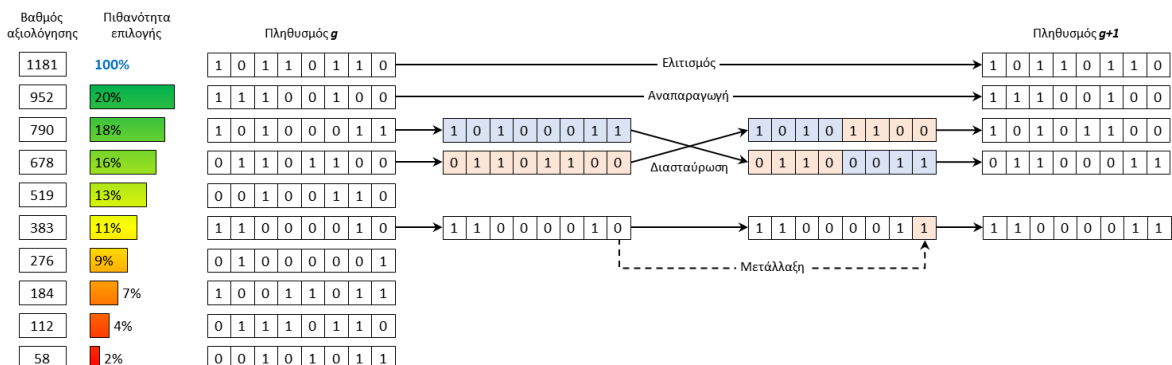 Βαθμός Πιθανότητα
αξιολόγησης επιλογής Πληθυσμός g Πληθυσμός g+1
1181 100% 1 0 1 1 0 1 1 0 Ελιτισμός 1 0 1 1 0 1 1 0
952 20% 1 1 1 0 0 1 0 0 Αναπαραγωγή 1 1 1 0 0 1 0 0
790 18% 1 0 1 0 0 0 1 1 1 0 1 0 0 0 1 1 1 0 1 0 1 1 0 0 1 0 1 0 1 1 0 0
678 16% 0 1 1 0 1 1 0 0 0 1 1 0 1 1 0 0 Διασταύρωση 0 1 1 0 0 0 1 1 0 1 1 0 0 0 1 1
519 13% 0 0 1 0 0 1 1 0
383 11% 1 1 0 0 0 0 1 0 1 1 0 0 0 0 1 0 1 1 0 0 0 0 1 1 1 1 0 0 0 0 1 1
276 9% 0 1 0 0 0 0 0 1 Μετάλλαξη
184 7% 1 0 0 1 1 0 1 1
112 4% 0 1 1 1 0 1 1 0
58 2% 0 0 1 0 1 0 1 1